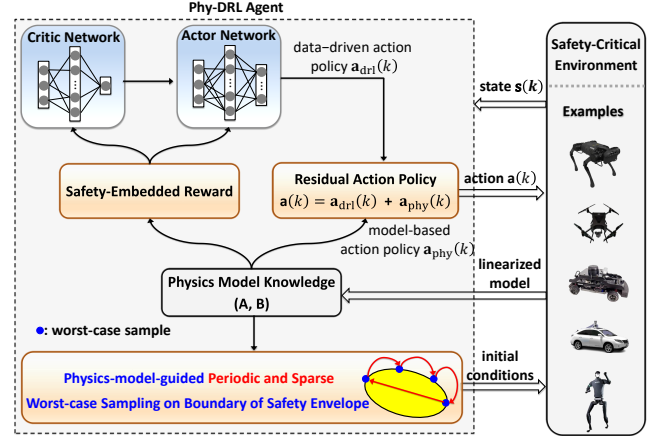 Phy-DRL Agent
Critic Network
Actor Network
data-driven action
policy a_drl(k)
Safety-Critical
Environment
state s(k)
Examples
Safety-Embedded Reward
Residual Action Policy
a(k) = a_drl(k) + a_phy(k)
action a(k)
model-based
action policy a_phy(k)
linearized
model
Physics Model Knowledge
(A, B)
: worst-case sample
Physics-model-guided Periodic and Sparse
Worst-case Sampling on Boundary of Safety Envelope
initial
conditions